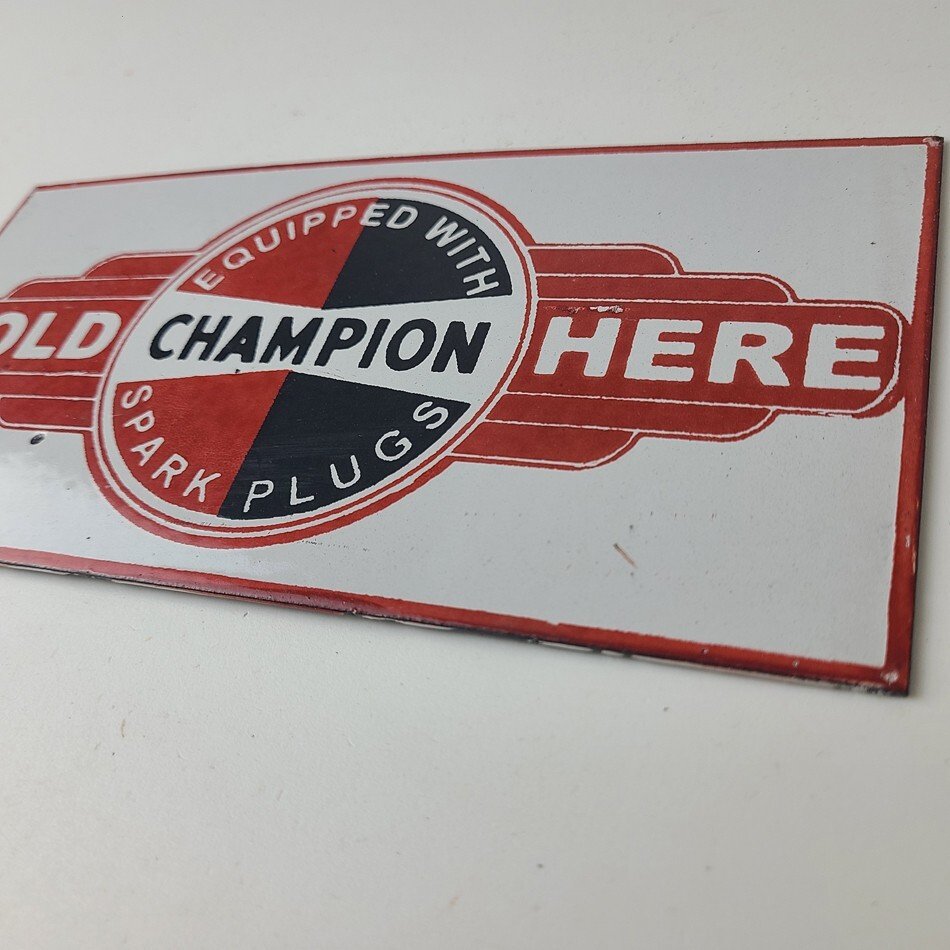 EQUIPPED WITH
OLD CHAMPION HERE
SPARK PLUGS